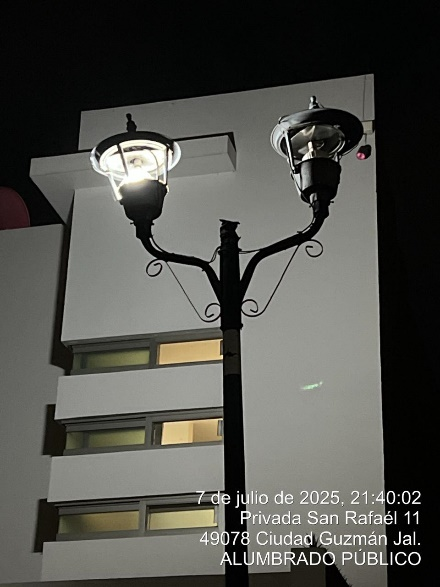 7 de julio de 2025, 21:40:02
Privada San Rafaél 11
49078 Ciudad Guzmán Jal.
ALUMBRADO PÚBLICO